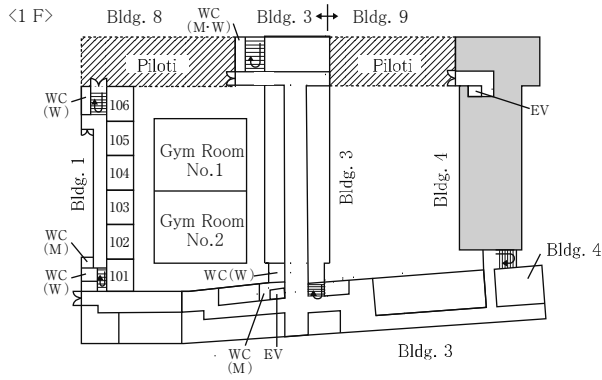 <1 F>
Bldg. 8
WC
(M·W)
Bldg. 3
Bldg. 9
Piloti
Piloti
WC
(W)
106
105
104
103
102
101
Bldg. 1
Gym Room
No.1
Gym Room
No.2
Bldg. 3
Bldg. 4
EV
WC
(M)
WC
(W)
WC(W)
Bldg. 4
WC
(M)
EV
Bldg. 3